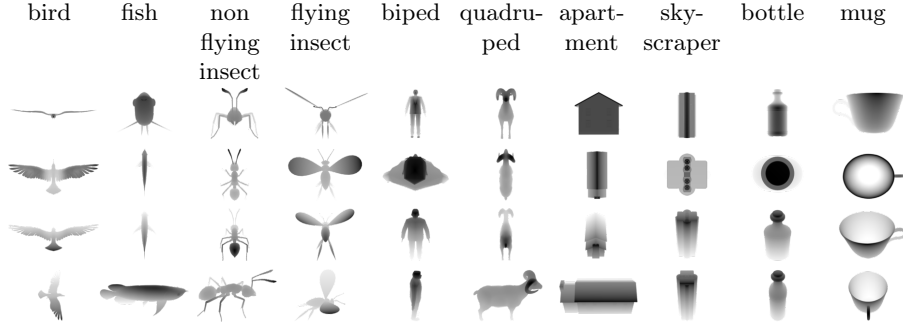 bird fish non flying biped quadru- apart- sky- bottle mug
flying insect ped ment scraper
insect